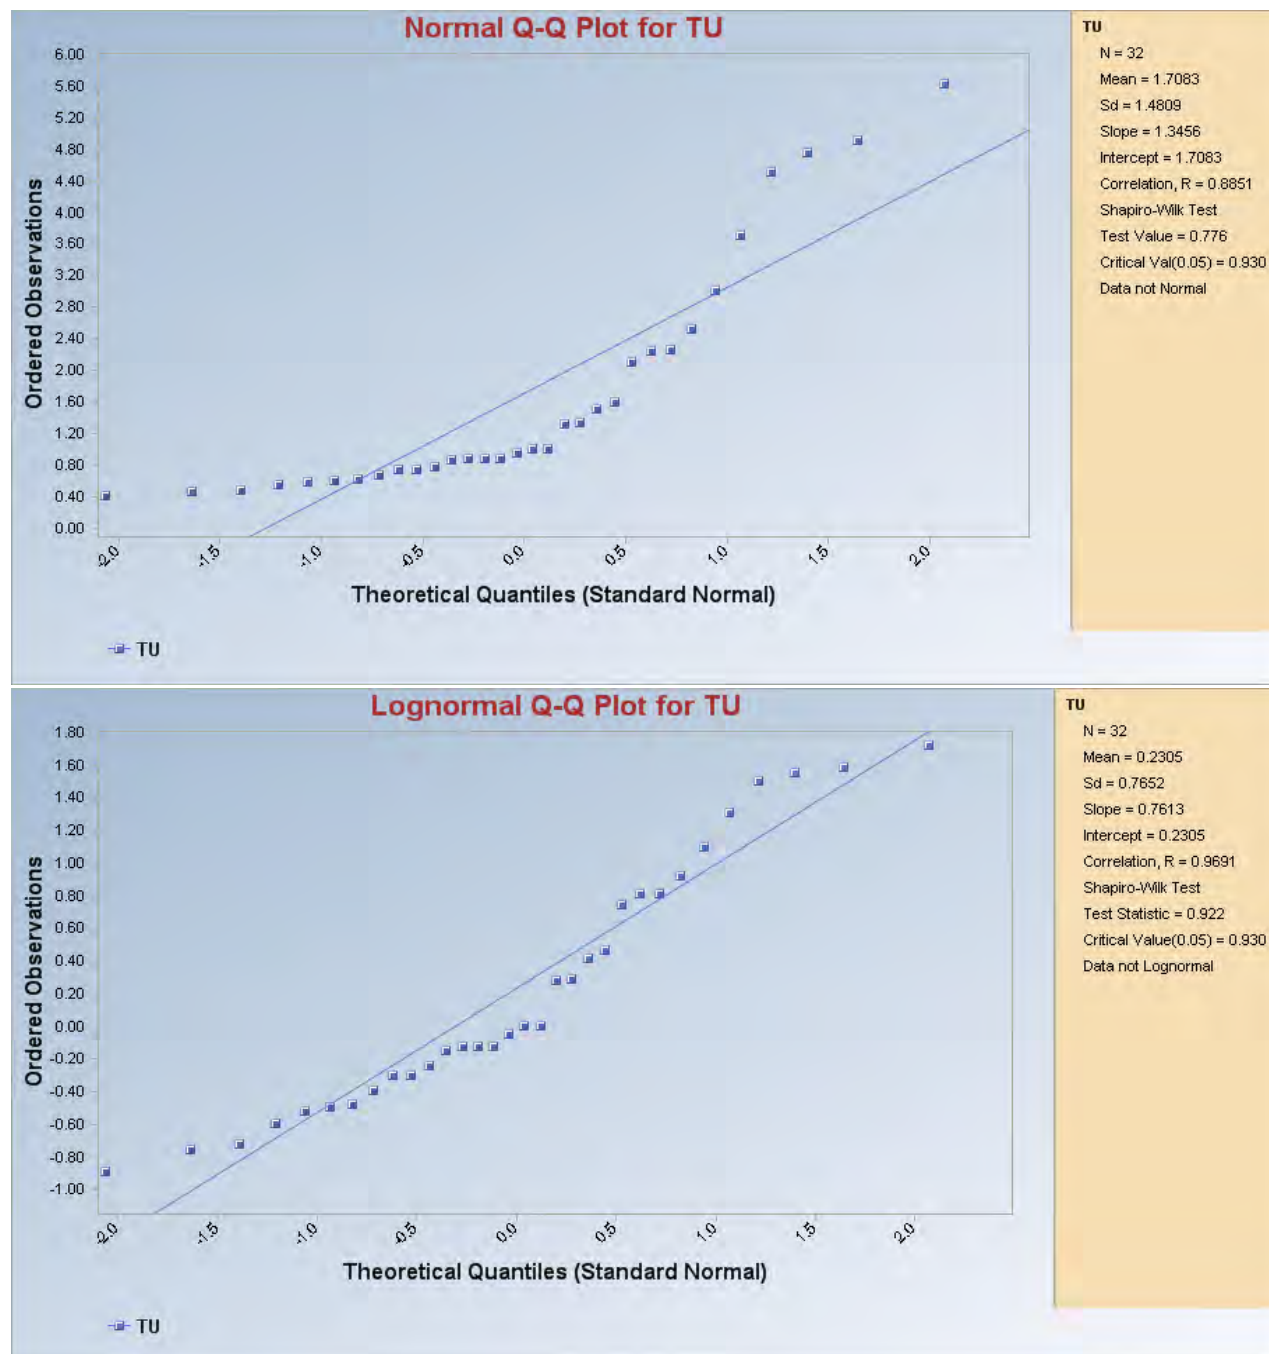 Normal Q-Q Plot for TU
6.00
5.60
5.20
4.80
4.40
4.00
3.60
3.20
2.80
2.40
2.00
1.60
1.20
0.80
0.40
0.00
Ordered Observations
-2.0 -1.5 -1.0 -0.5 0.0 0.5 1.0 1.5 2.0
Theoretical Quantiles (Standard Normal)
TU
TU
N = 32
Mean = 1.7083
Sd = 1.4809
Slope = 1.3456
Intercept = 1.7083
Correlation, R = 0.8851
Shapiro-Wilk Test
Test Value = 0.776
Critical Val(0.05) = 0.930
Data not Normal
Lognormal Q-Q Plot for TU
1.80
1.60
1.40
1.20
1.00
0.80
0.60
0.40
0.20
0.00
-0.20
-0.40
-0.60
-0.80
-1.00
Ordered Observations
-2.0 -1.5 -1.0 -0.5 0.0 0.5 1.0 1.5 2.0
Theoretical Quantiles (Standard Normal)
TU
TU
N = 32
Mean = 0.2305
Sd = 0.7652
Slope = 0.7613
Intercept = 0.2305
Correlation, R = 0.9691
Shapiro-Wilk Test
Test Statistic = 0.922
Critical Value(0.05) = 0.930
Data not Lognormal